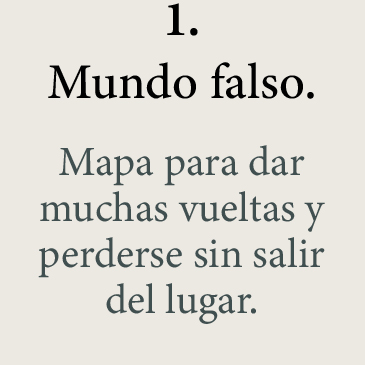 1.
Mundo falso.
Mapa para dar
muchas vueltas y
perderse sin salir
del lugar.